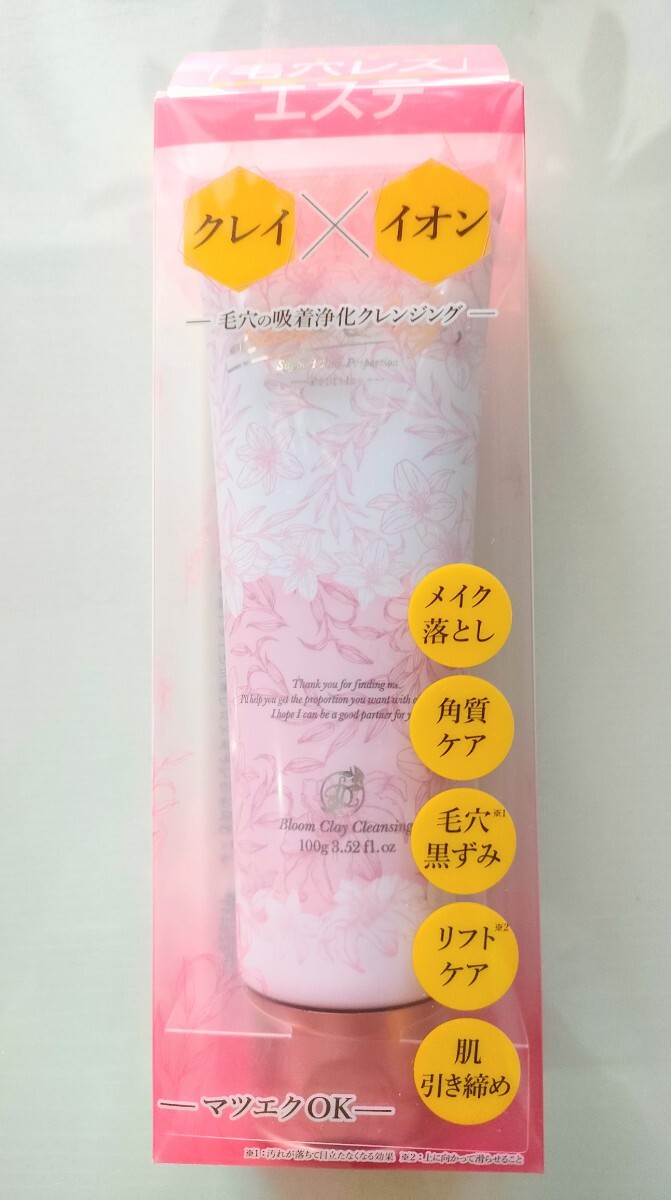 「毛穴レス」
エステ
クレイ×イオン
毛穴の吸着浄化クレンジング
Proportion
メイク
落とし
角質
ケア
Thank you for finding me.
I'll help you get the proportion you want with
I hope I can be a good partner for
毛穴※1
黒ずみ
Bloom Clay Cleansing
100g 3.52 fl.oz
リフト※2
ケア
肌
引き締め
マツエクOK
※1：汚れが落ちて目立たなくなる効果 ※2：上に向かって滑らせること